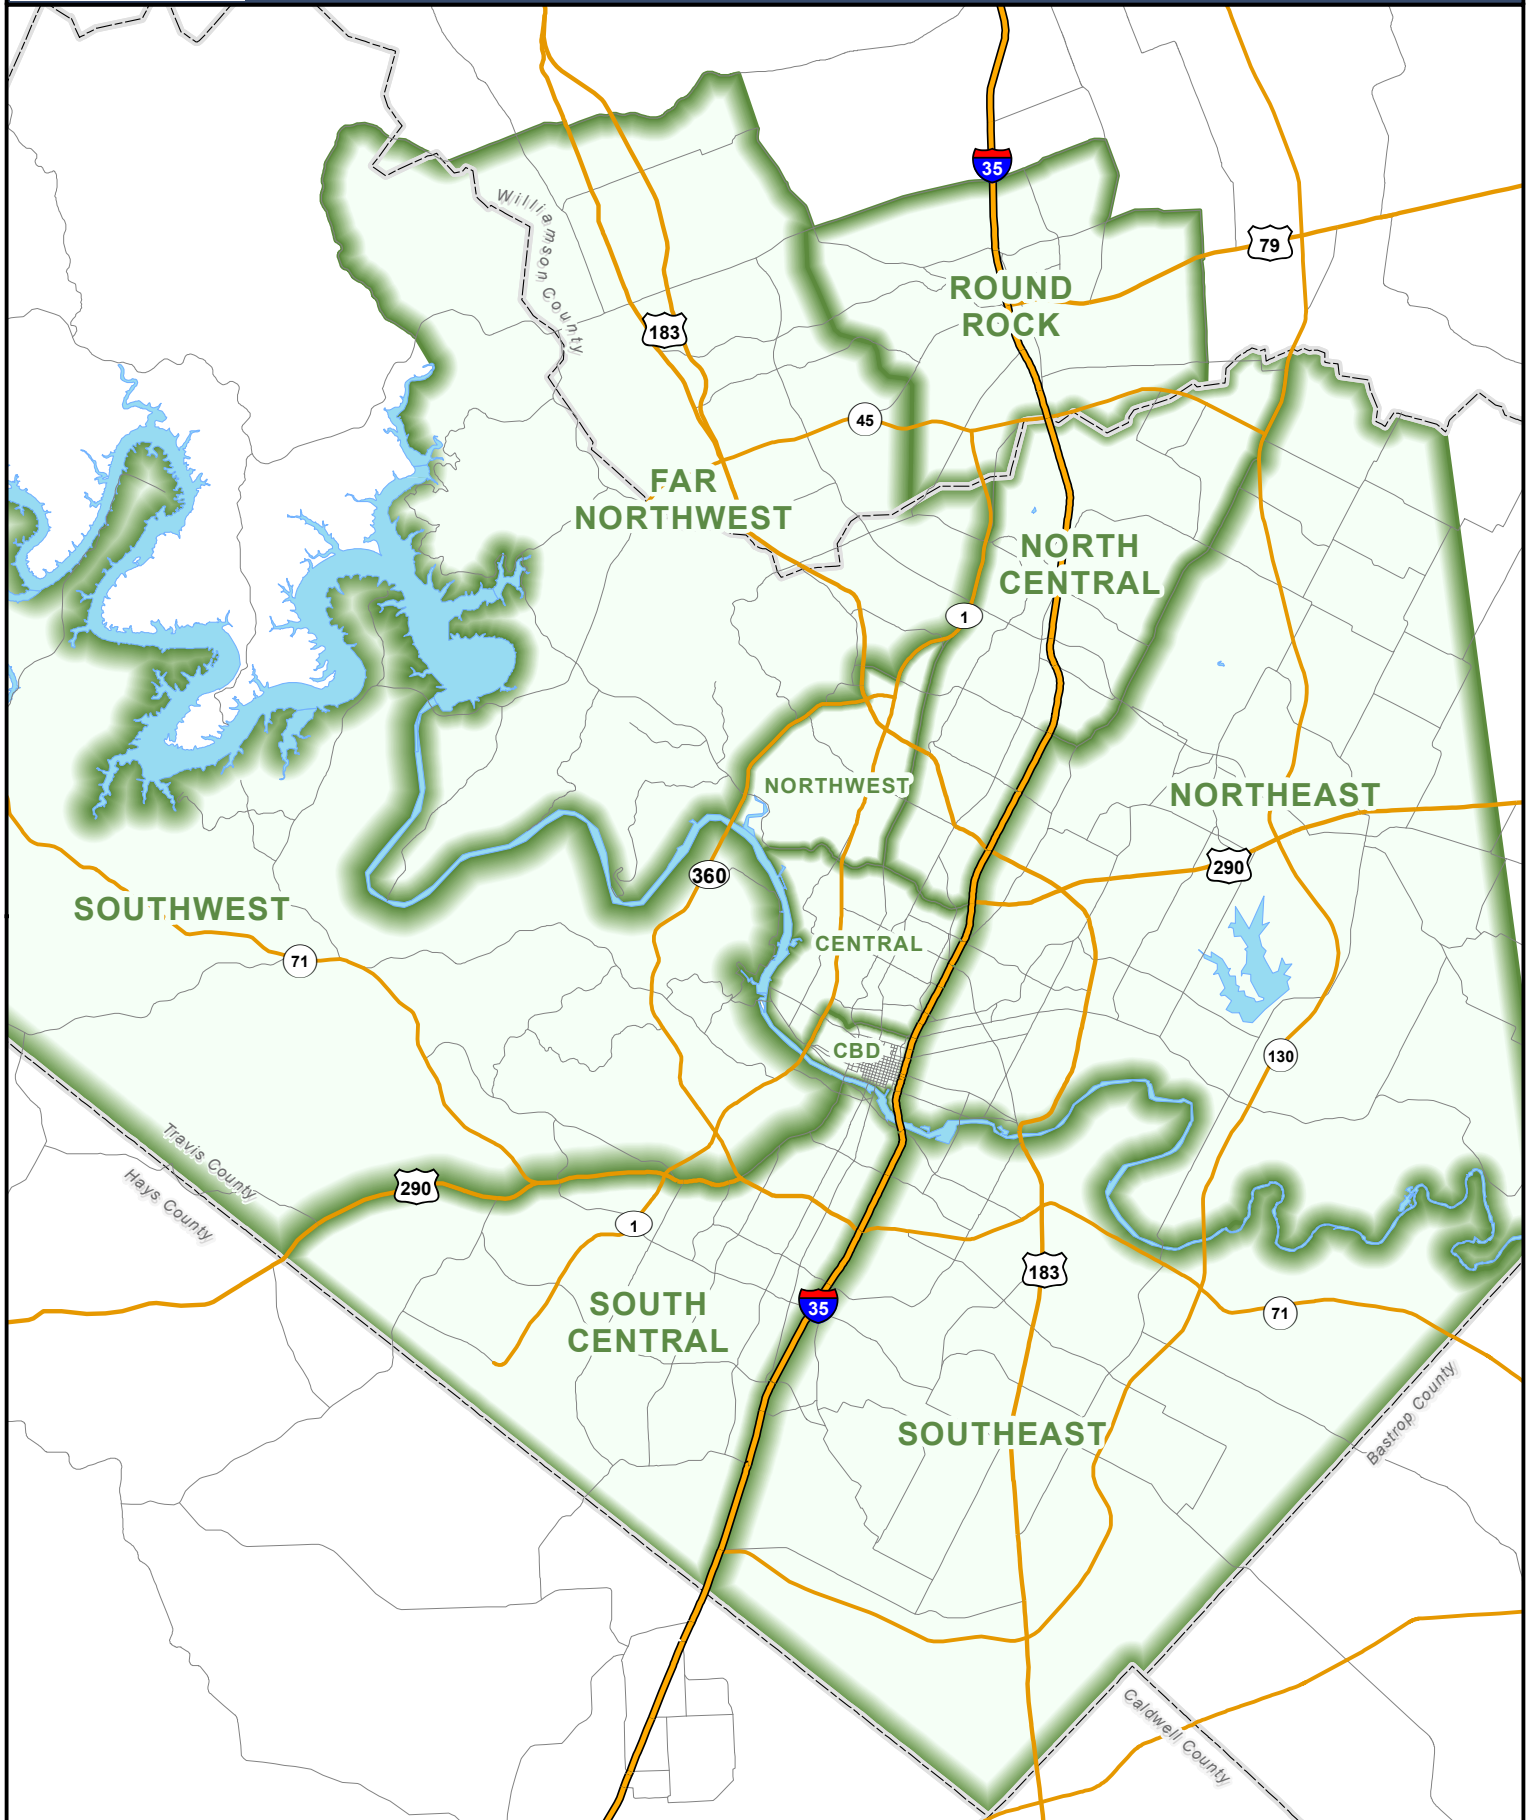 35
Williamson County
79
ROUND
ROCK
183
45
FAR
NORTHWEST
NORTH
CENTRAL
1
NORTHWEST
NORTHEAST
290
360
SOUTHWEST
CENTRAL
71
CBD
130
Travis County
Hays County
290
1
183
SOUTH
CENTRAL
35
71
Bastrop County
SOUTHEAST
Caldwell County